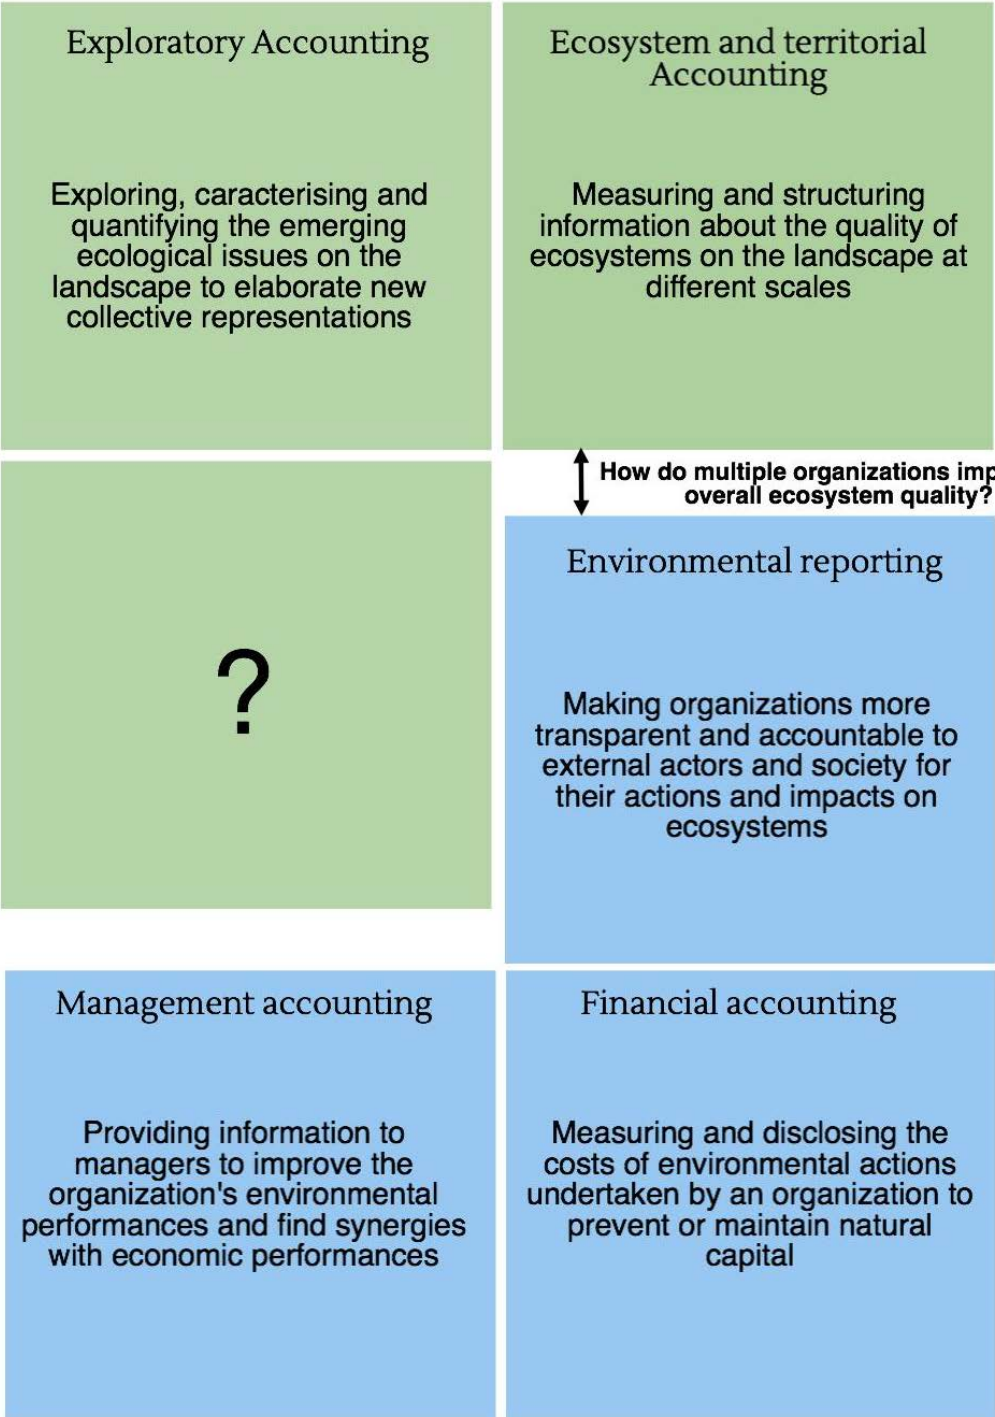 Exploratory Accounting
Exploring, caracterising and
quantifying the emerging
ecological issues on the
landscape to elaborate new
collective representations
Ecosystem and territorial
Accounting
Measuring and structuring
information about the quality of
ecosystems on the landscape at
different scales
How do multiple organizations imp
overall ecosystem quality?
?
Environmental reporting
Making organizations more
transparent and accountable to
external actors and society for
their actions and impacts on
ecosystems
Management accounting
Providing information to
managers to improve the
organization's environmental
performances and find synergies
with economic performances
Financial accounting
Measuring and disclosing the
costs of environmental actions
undertaken by an organization to
prevent or maintain natural
capital